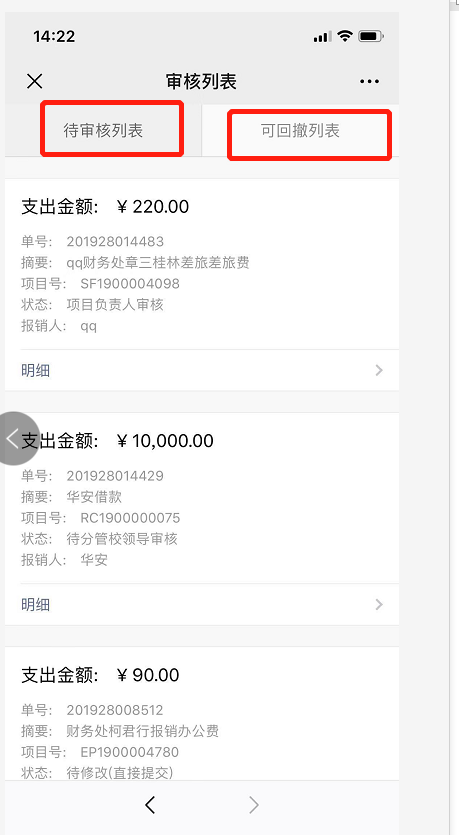 14:22
审核列表
待审核列表 可回撤列表
支出金额: ￥220.00
单号: 201928014483
摘要: qq财务处章三桂林差旅差旅费
项目号: SF1900004098
状态: 项目负责人审核
报销人: qq
明细
支出金额: ￥10,000.00
单号: 201928014429
摘要: 华安借款
项目号: RC1900000075
状态: 待分管校领导审核
报销人: 华安
明细
支出金额: ￥90.00
单号: 201928008512
摘要: 财务处柯君行报销办公费
项目号: EP1900004780
状态: 待修改(直接提交)